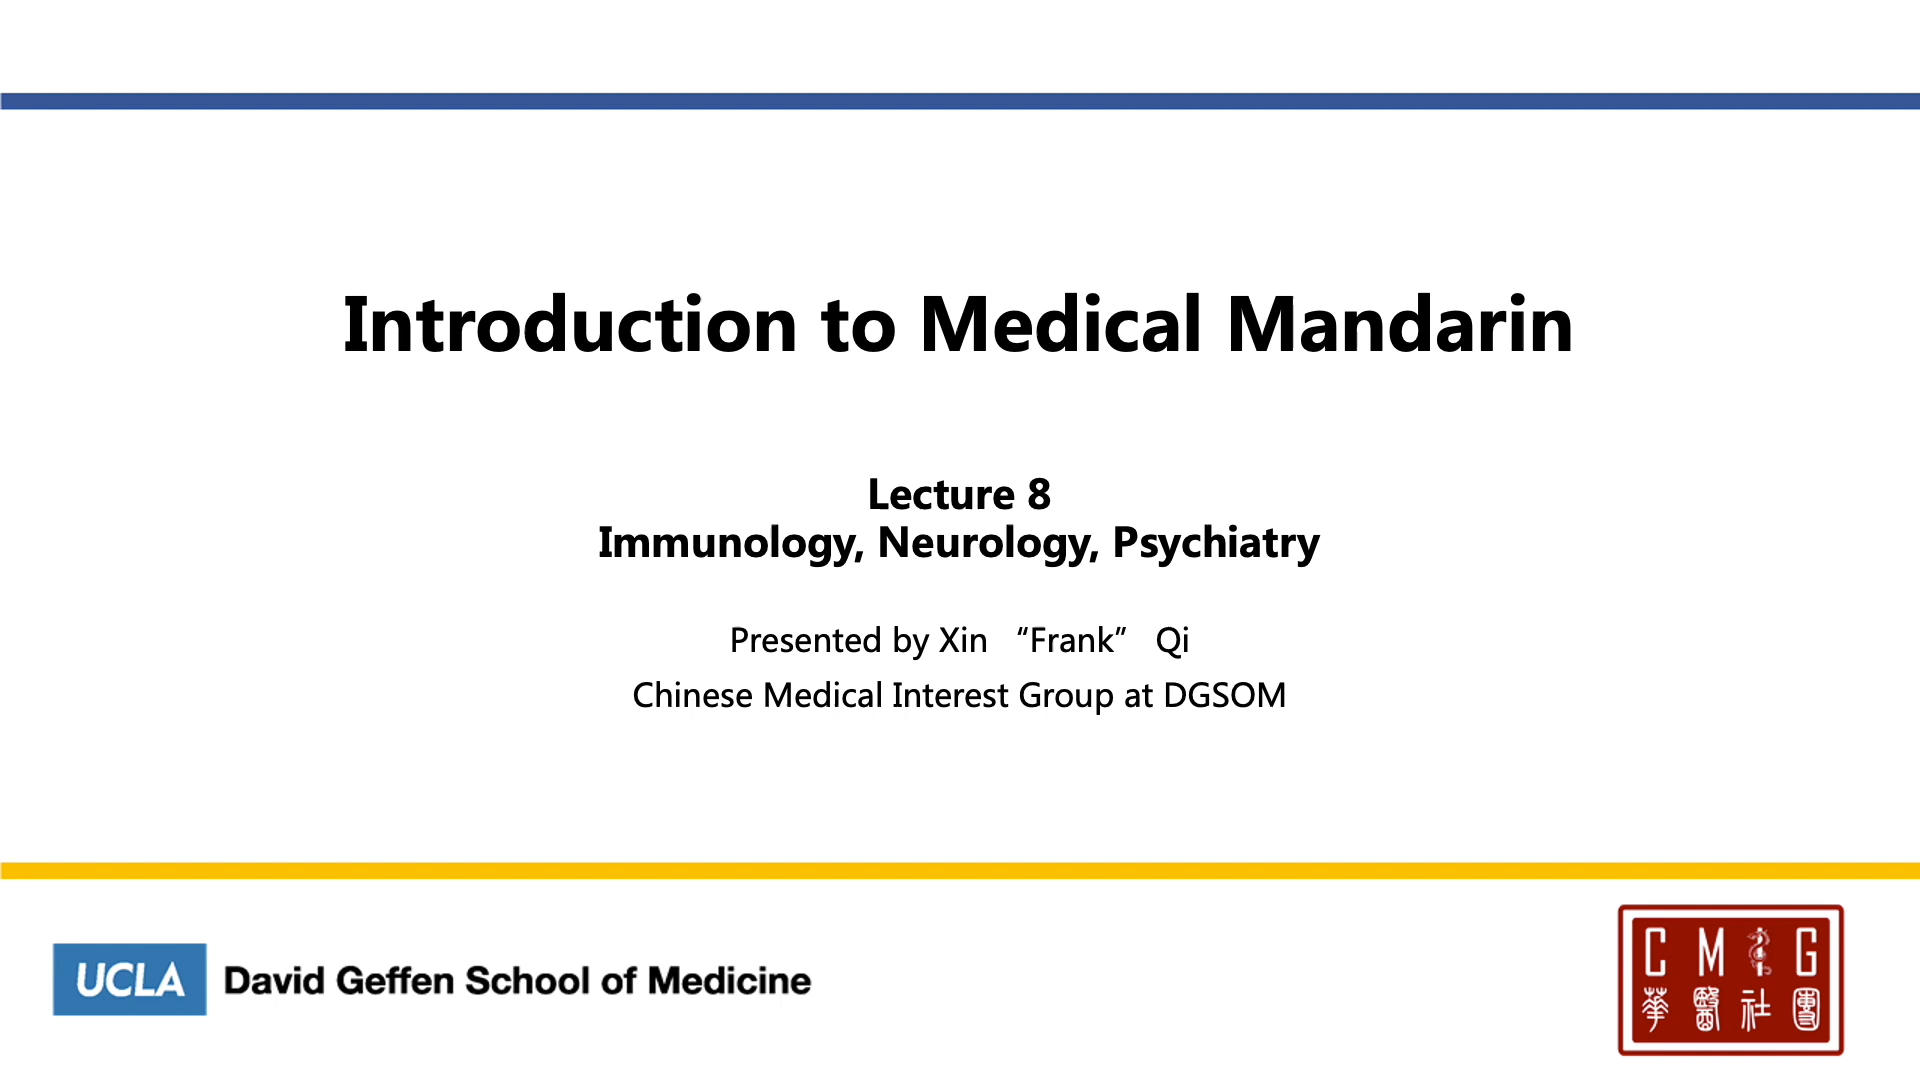 Introduction to Medical Mandarin
Lecture 8
Immunology, Neurology, Psychiatry
Presented by Xin “Frank” Qi
Chinese Medical Interest Group at DGSOM
UCLA David Geffen School of Medicine
CMIG
華醫社團